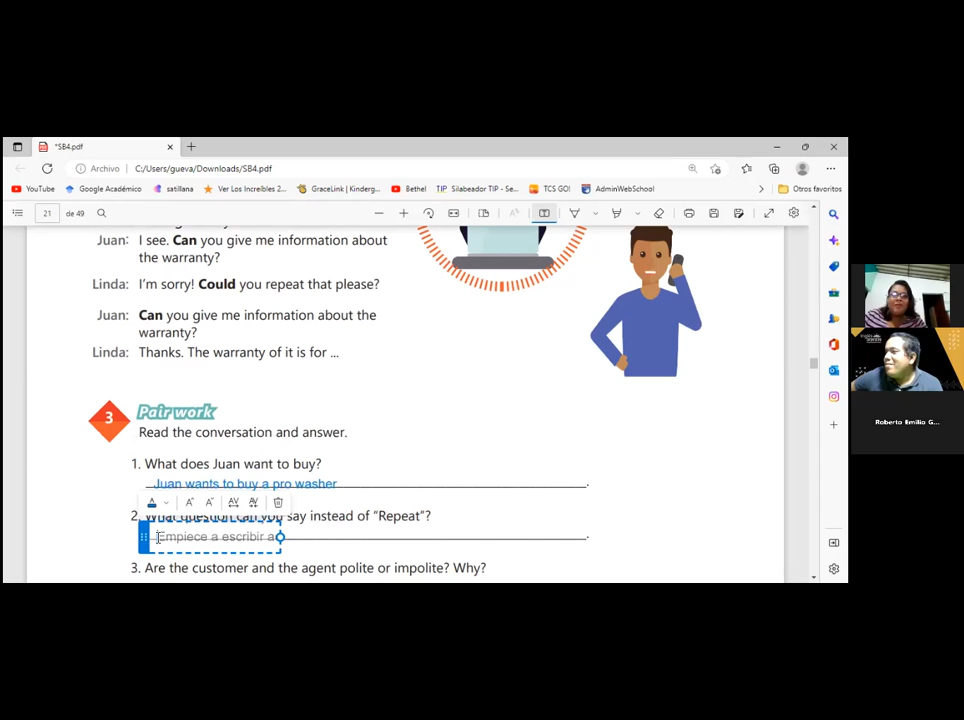 *SB4.pdf
Archivo C:/Users/gueva/Downloads/SB4.pdf
YouTube Google Académico satillana Ver Los Increibles 2... GraceLink | Kinderg... Bethel TIP Silabeador TIP - Se... TCS GO! AdminWebSchool Otros favoritos
21 de 49
Juan: I see. Can you give me information about
the warranty?
Linda: I'm sorry! Could you repeat that please?
Juan: Can you give me information about the
warranty?
Linda: Thanks. The warranty of it is for ...
3 Pair work
Read the conversation and answer.
1. What does Juan want to buy?
Juan wants to buy a pro washer.
2. What question can you say instead of “Repeat”?
Empiece a escribir a
3. Are the customer and the agent polite or impolite? Why?
Roberto Emilio G...